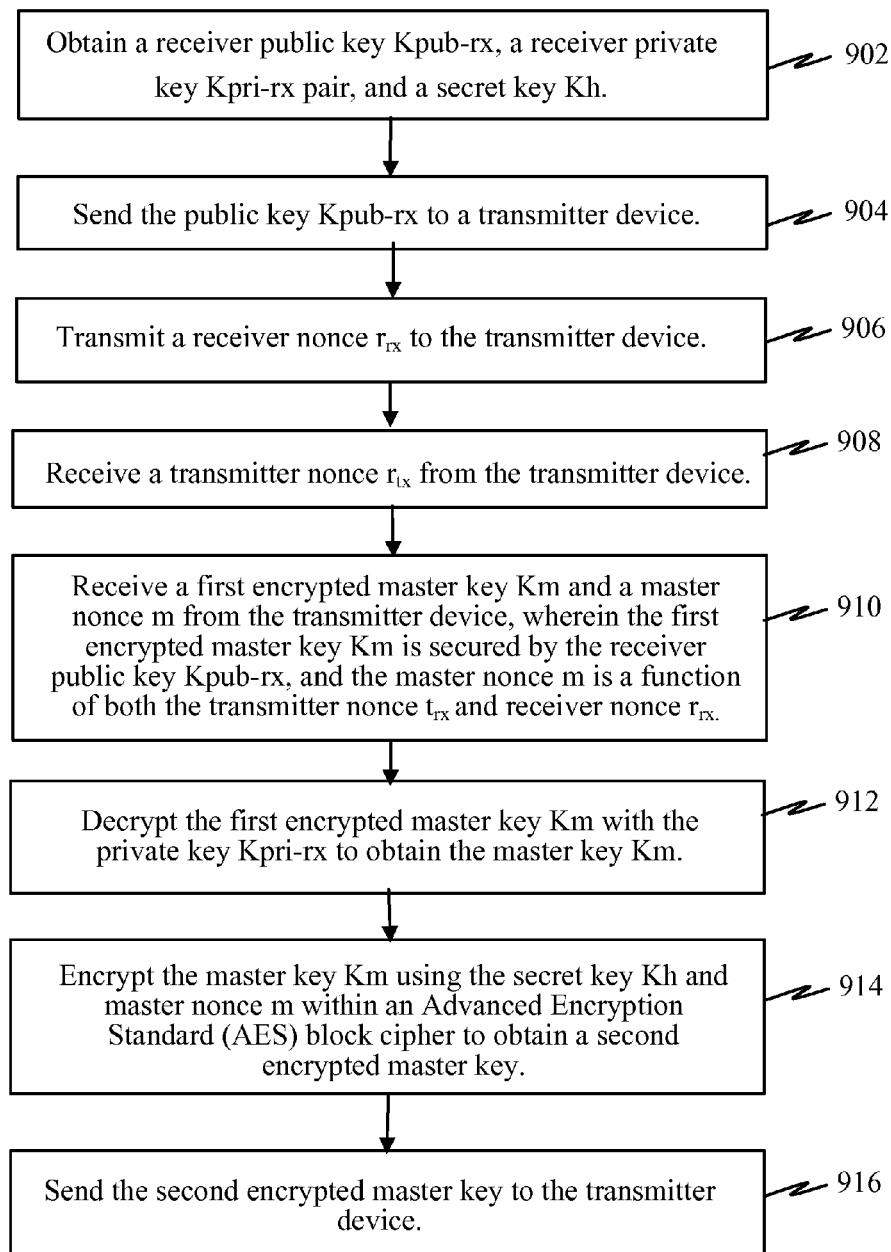 Obtain a receiver public key Kpub-rx, a receiver private
key Kpri-rx pair, and a secret key Kh.
902
Send the public key Kpub-rx to a transmitter device.
904
Transmit a receiver nonce r_rx to the transmitter device.
906
Receive a transmitter nonce r_tx from the transmitter device.
908
Receive a first encrypted master key Km and a master
nonce m from the transmitter device, wherein the first
encrypted master key Km is secured by the receiver
public key Kpub-rx, and the master nonce m is a function
of both the transmitter nonce t_rx and receiver nonce r_rx.
910
Decrypt the first encrypted master key Km with the
private key Kpri-rx to obtain the master key Km.
912
Encrypt the master key Km using the secret key Kh and
master nonce m within an Advanced Encryption
Standard (AES) block cipher to obtain a second
encrypted master key.
914
Send the second encrypted master key to the transmitter
device.
916